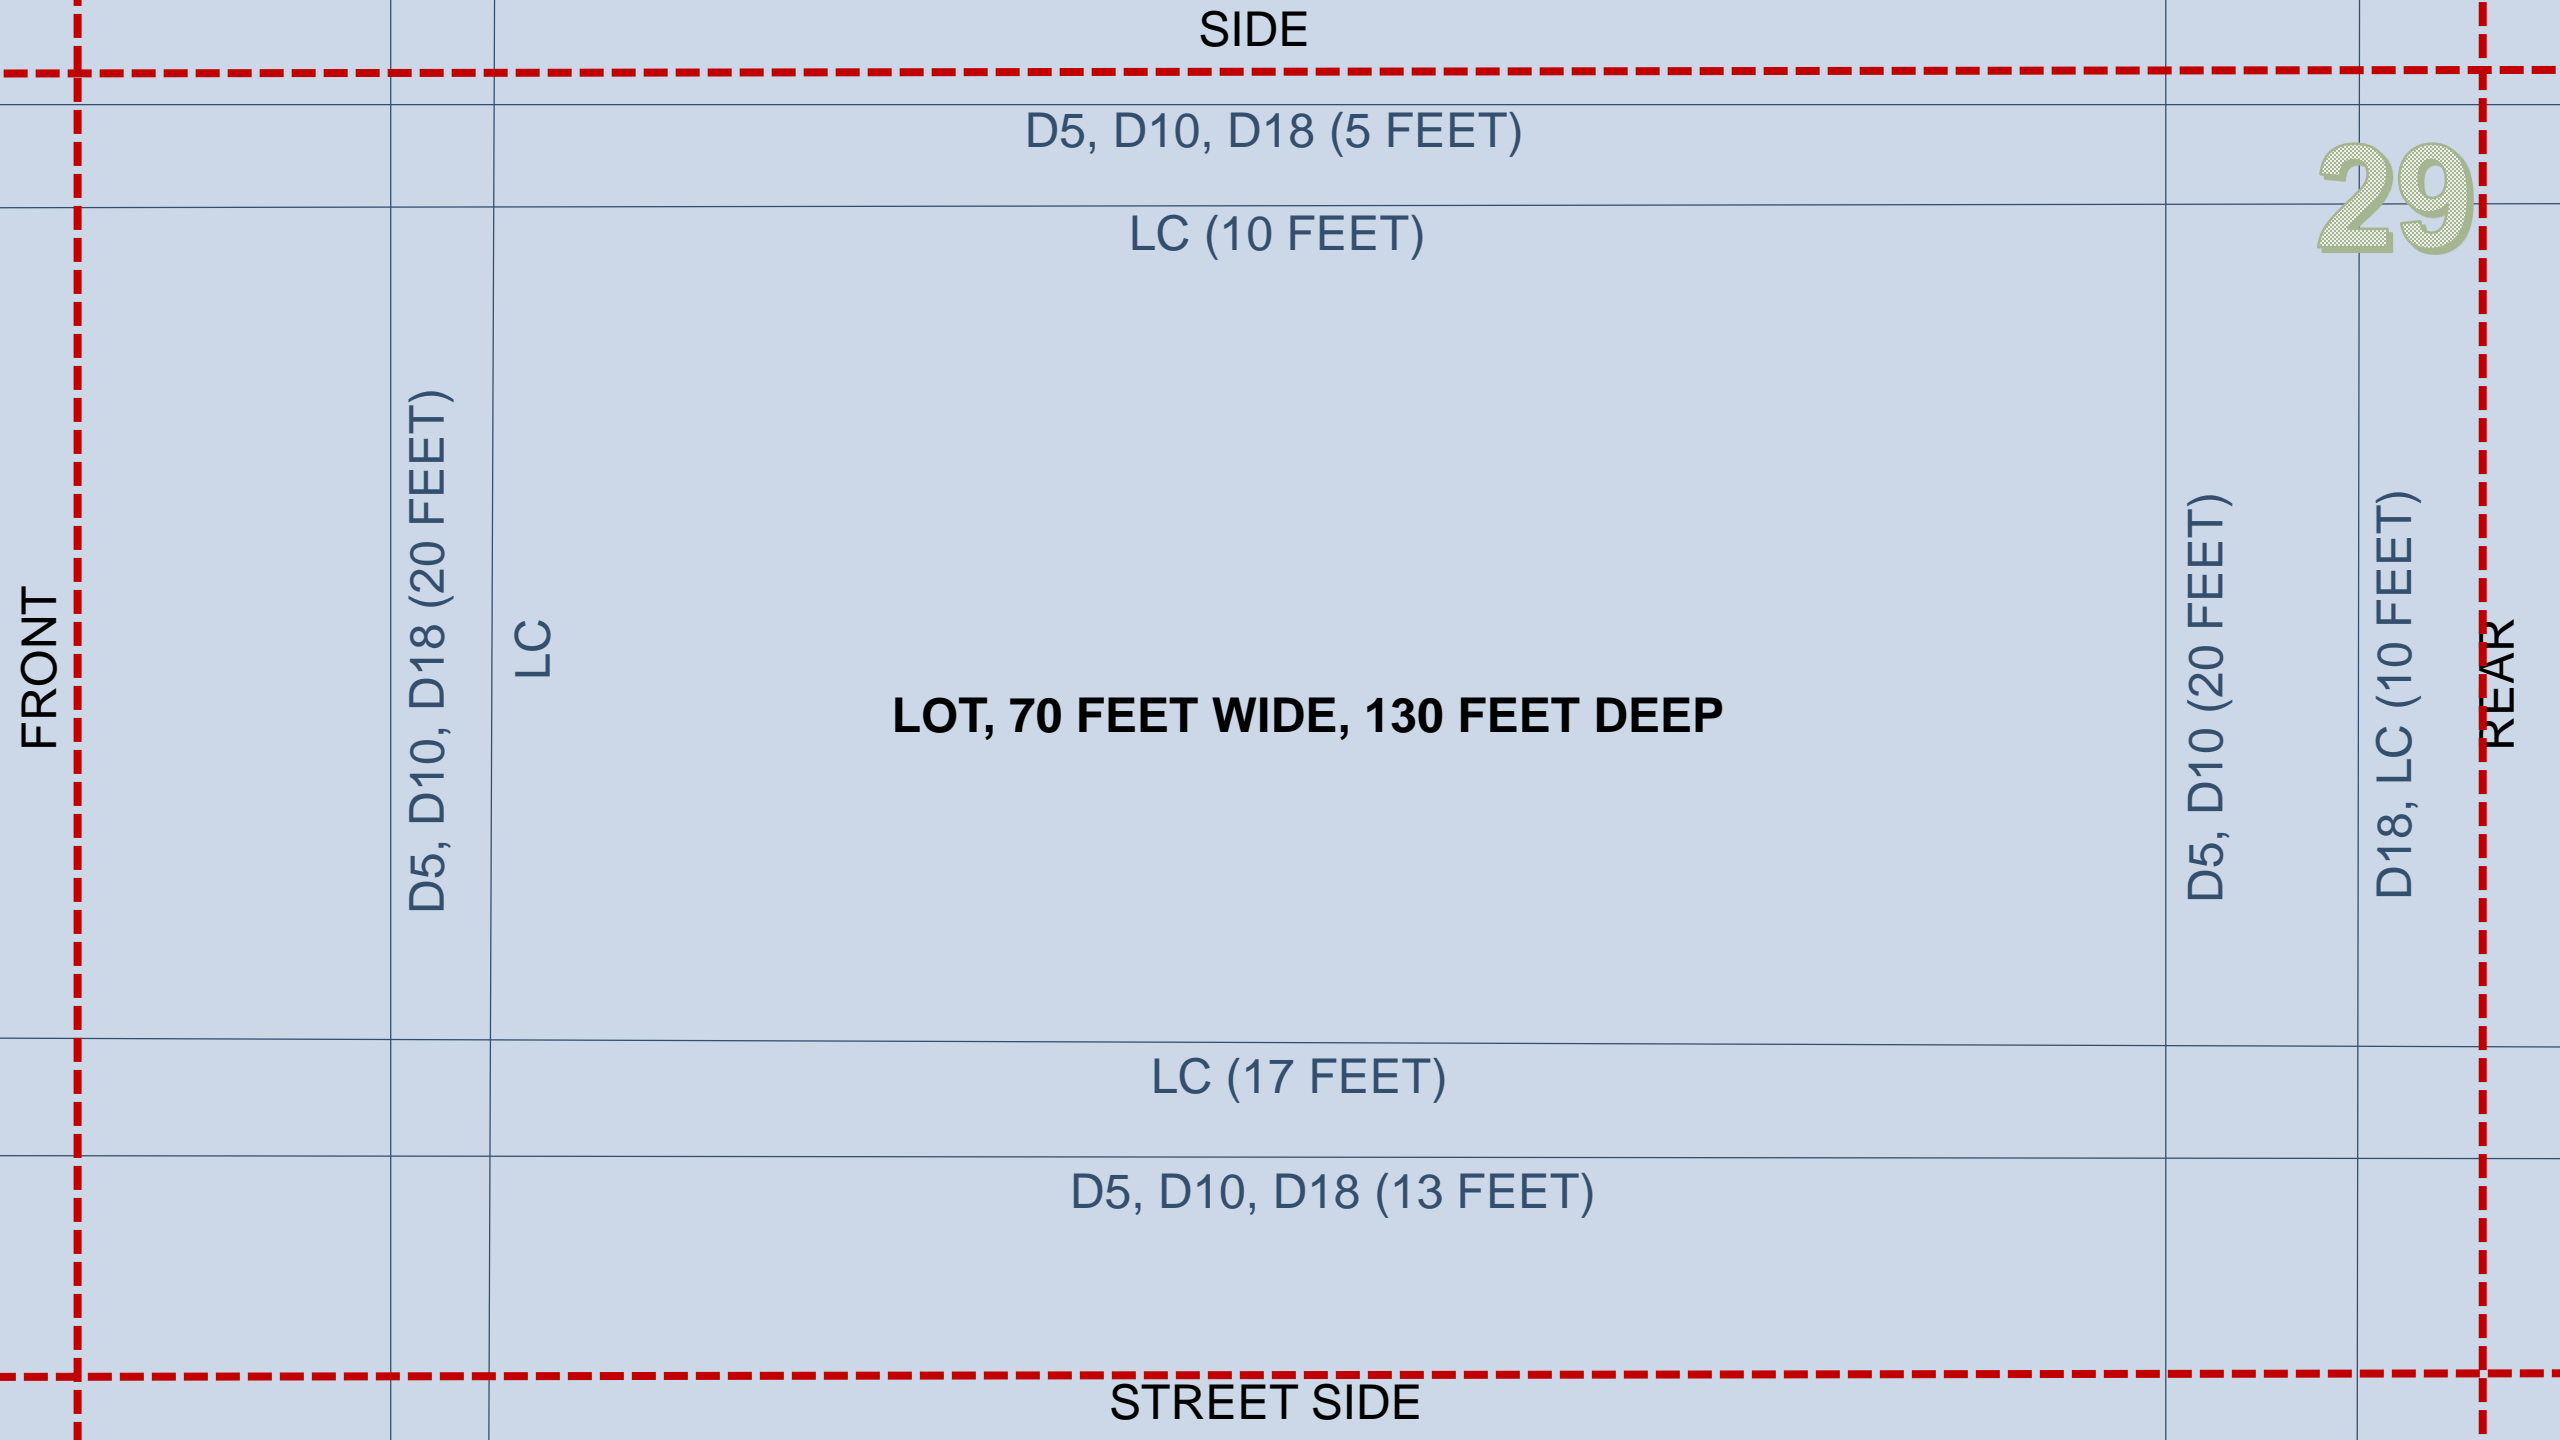 SIDE
D5, D10, D18 (5 FEET)
29
LC (10 FEET)
FRONT
D5, D10, D18 (20 FEET)
LC
LOT, 70 FEET WIDE, 130 FEET DEEP
D5, D10 (20 FEET)
D18, LC (10 FEET)
REAR
LC (17 FEET)
D5, D10, D18 (13 FEET)
STREET SIDE